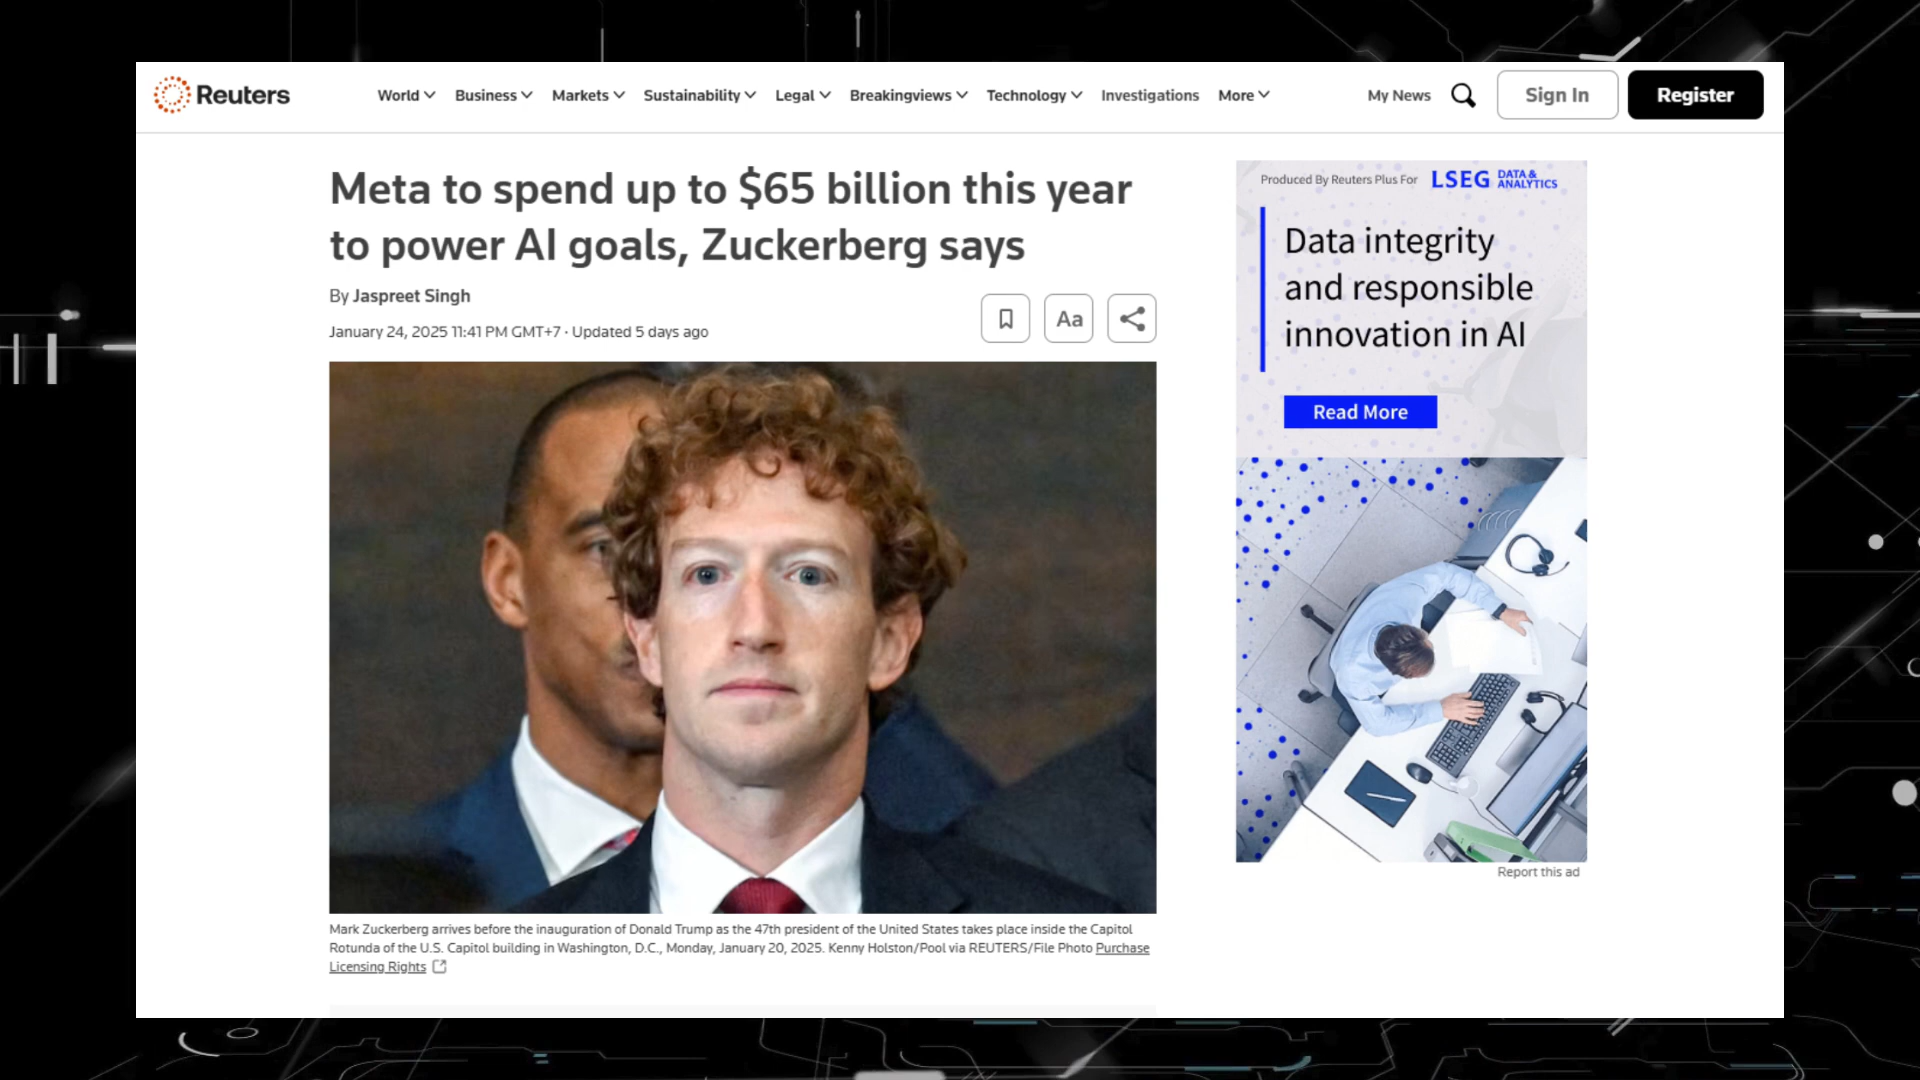 Reuters
World
Business
Markets
Sustainability
Legal
Breakingviews
Technology
Investigations
More
My News
Sign In
Register
Meta to spend up to $65 billion this year
to power AI goals, Zuckerberg says
By Jaspreet Singh
January 24, 2025 11:41 PM GMT+7 · Updated 5 days ago
Aa
Mark Zuckerberg arrives before the inauguration of Donald Trump as the 47th president of the United States takes place inside the Capitol
Rotunda of the U.S. Capitol building in Washington, D.C., Monday, January 20, 2025. Kenny Holston/Pool via REUTERS/File Photo Purchase
Licensing Rights
Produced By Reuters Plus For
LSEG DATA &
ANALYTICS
Data integrity
and responsible
innovation in AI
Read More
Report this ad